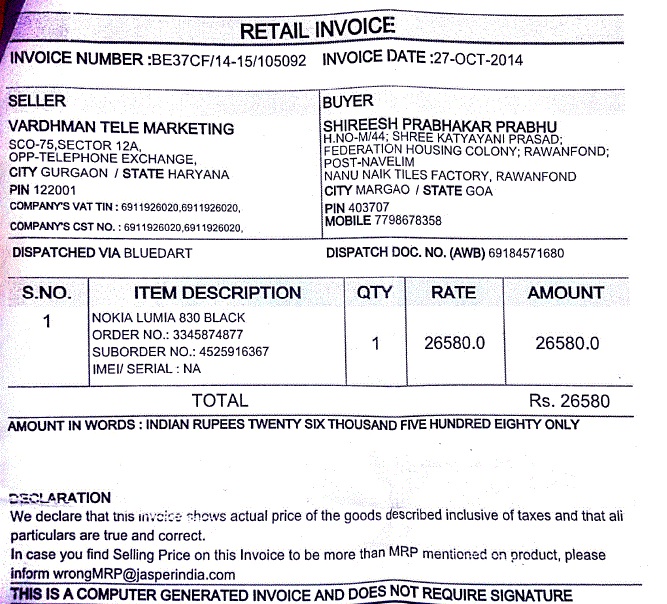 RETAIL INVOICE
INVOICE NUMBER :BE37CF/14-15/105092 INVOICE DATE :27-OCT-2014
SELLER
VARDHMAN TELE MARKETING
SCO-75,SECTOR 12A,
OPP-TELEPHONE EXCHANGE,
CITY GURGAON / STATE HARYANA
PIN 122001
COMPANY'S VAT TIN : 6911926020,6911926020,
COMPANY'S CST NO. : 6911926020,6911926020,
BUYER
SHIREESH PRABHAKAR PRABHU
H.NO-M/44; SHREE KATYAYANI PRASAD;
FEDERATION HOUSING COLONY; RAWANFOND;
POST-NAVELIM
NANU NAIK TILES FACTORY, RAWANFOND
CITY MARGAO / STATE GOA
PIN 403707
MOBILE 7798678358
DISPATCHED VIA BLUEDART DISPATCH DOC. NO. (AWB) 69184571680
S.NO. ITEM DESCRIPTION QTY RATE AMOUNT
1 NOKIA LUMIA 830 BLACK
ORDER NO.: 3345874877
SUBORDER NO.: 4525916367
IMEI/ SERIAL : NA
1 26580.0 26580.0
TOTAL Rs. 26580
AMOUNT IN WORDS : INDIAN RUPEES TWENTY SIX THOUSAND FIVE HUNDRED EIGHTY ONLY
DECLARATION
We declare that this invoice shows actual price of the goods described inclusive of taxes and that all
particulars are true and correct.
In case you find Selling Price on this Invoice to be more than MRP mentioned on product, please
inform wrongMRP@jasperindia.com
THIS IS A COMPUTER GENERATED INVOICE AND DOES NOT REQUIRE SIGNATURE